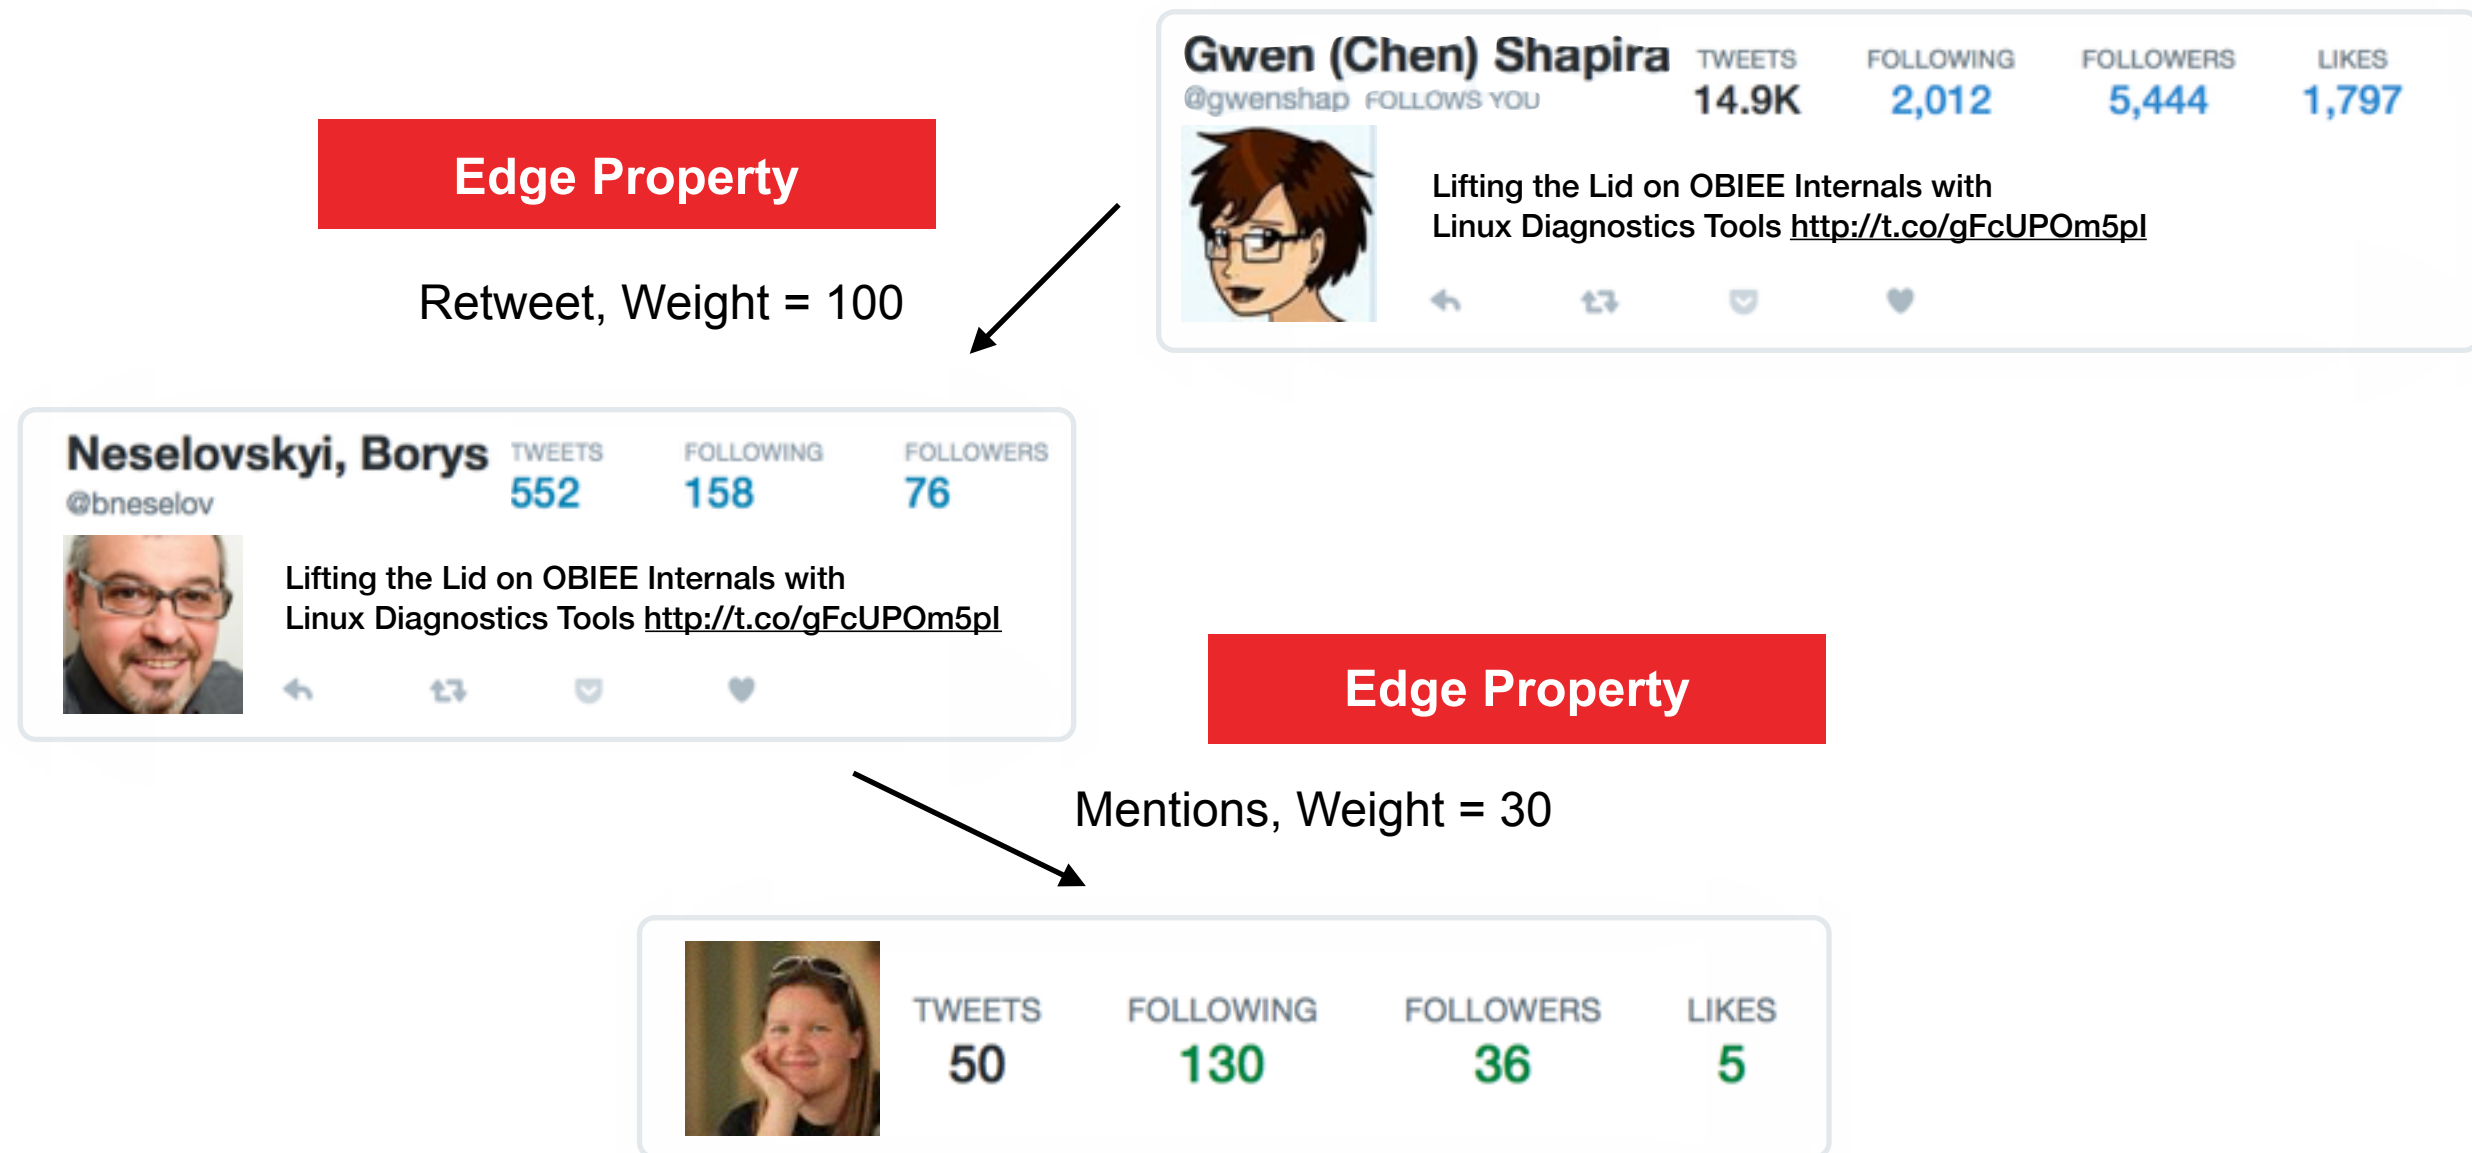 Gwen (Chen) Shapira TWEETS FOLLOWING FOLLOWERS LIKES
@gwenshap FOLLOWS YOU 14.9K 2,012 5,444 1,797
Edge Property
Lifting the Lid on OBIEE Internals with
Linux Diagnostics Tools http://t.co/gFcUPOm5pI
Retweet, Weight = 100
Neselovskyi, Borys TWEETS FOLLOWING FOLLOWERS
@bneselov 552 158 76
Lifting the Lid on OBIEE Internals with
Linux Diagnostics Tools http://t.co/gFcUPOm5pI
Edge Property
Mentions, Weight = 30
TWEETS FOLLOWING FOLLOWERS LIKES
50 130 36 5